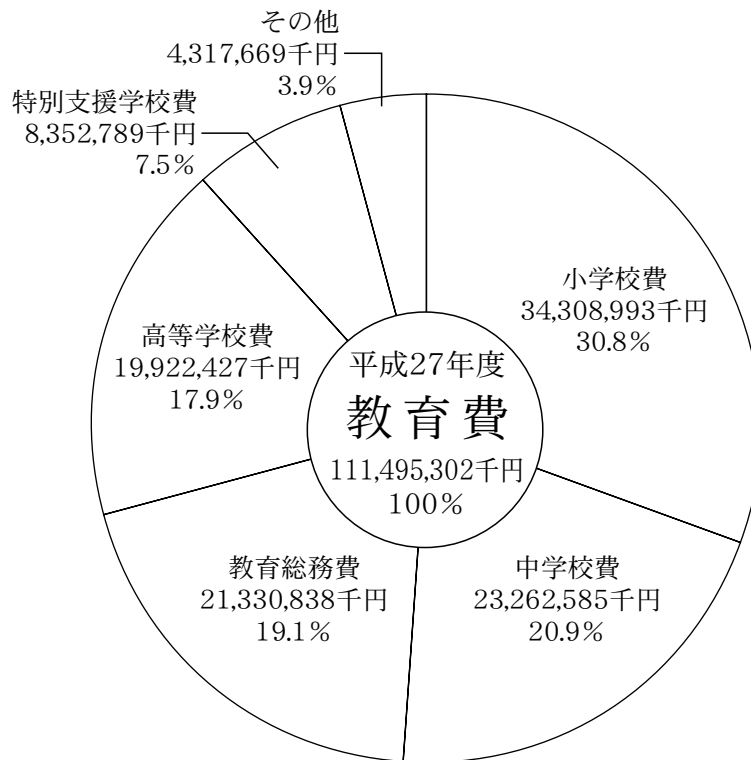 その他
4,317,669千円
3.9%
特別支援学校費
8,352,789千円
7.5%
小学校費
34,308,993千円
30.8%
高等学校費
19,922,427千円
17.9%
平成27年度
教育費
111,495,302千円
100%
教育総務費
21,330,838千円
19.1%
中学校費
23,262,585千円
20.9%